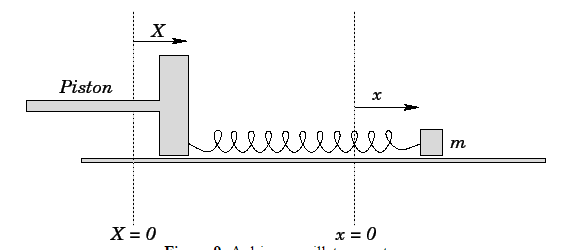 X
Piston
x
m
X = 0
x = 0